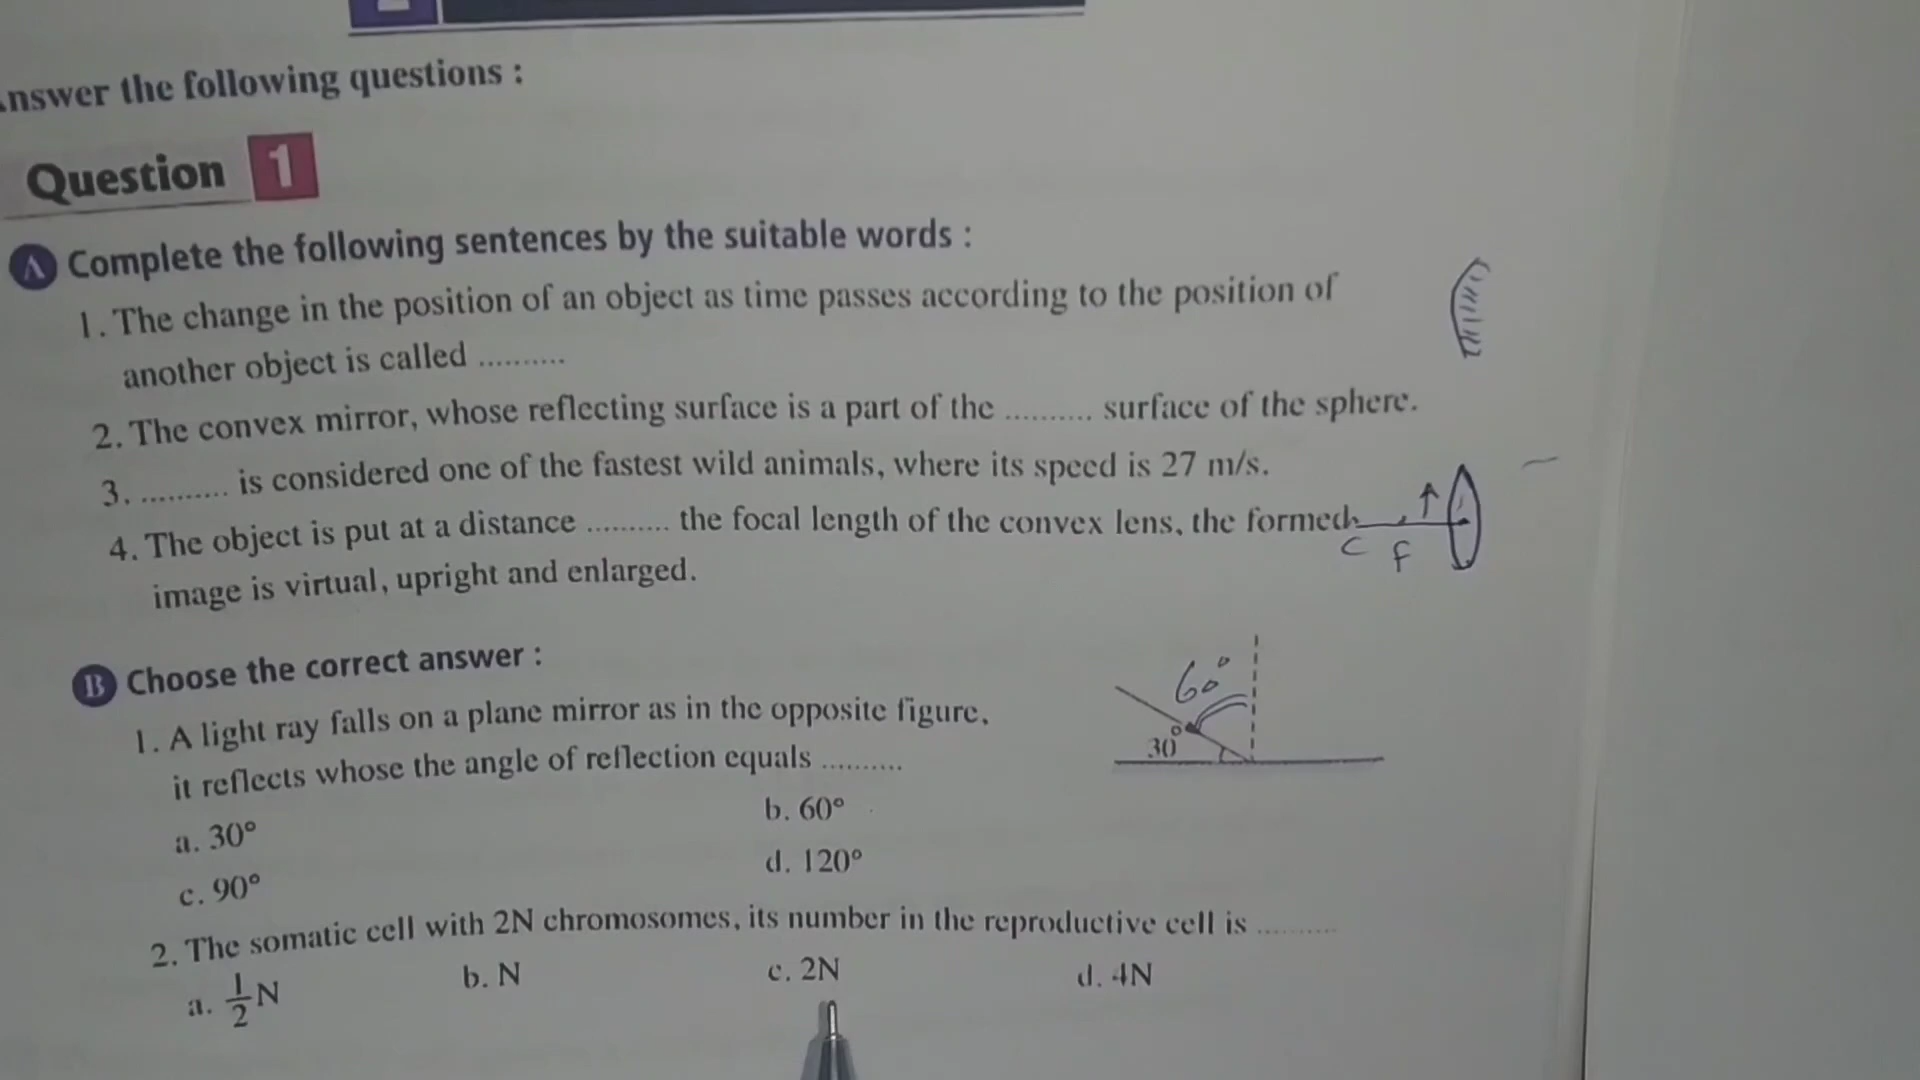 nswer the following questions :
Question 1
A Complete the following sentences by the suitable words :
1. The change in the position of an object as time passes according to the position of
another object is called ..........
2. The convex mirror, whose reflecting surface is a part of the .......... surface of the sphere.
3. .......... is considered one of the fastest wild animals, where its speed is 27 m/s.
4. The object is put at a distance .......... the focal length of the convex lens, the formed
C F
image is virtual, upright and enlarged.
B Choose the correct answer :
1. A light ray falls on a plane mirror as in the opposite figure,
it reflects whose the angle of reflection equals ..........
60°
30°
a. 30°
b. 60°
c. 90°
d. 120°
2. The somatic cell with 2N chromosomes, its number in the reproductive cell is ..........
a. 1/2 N b. N c. 2N d. 4N